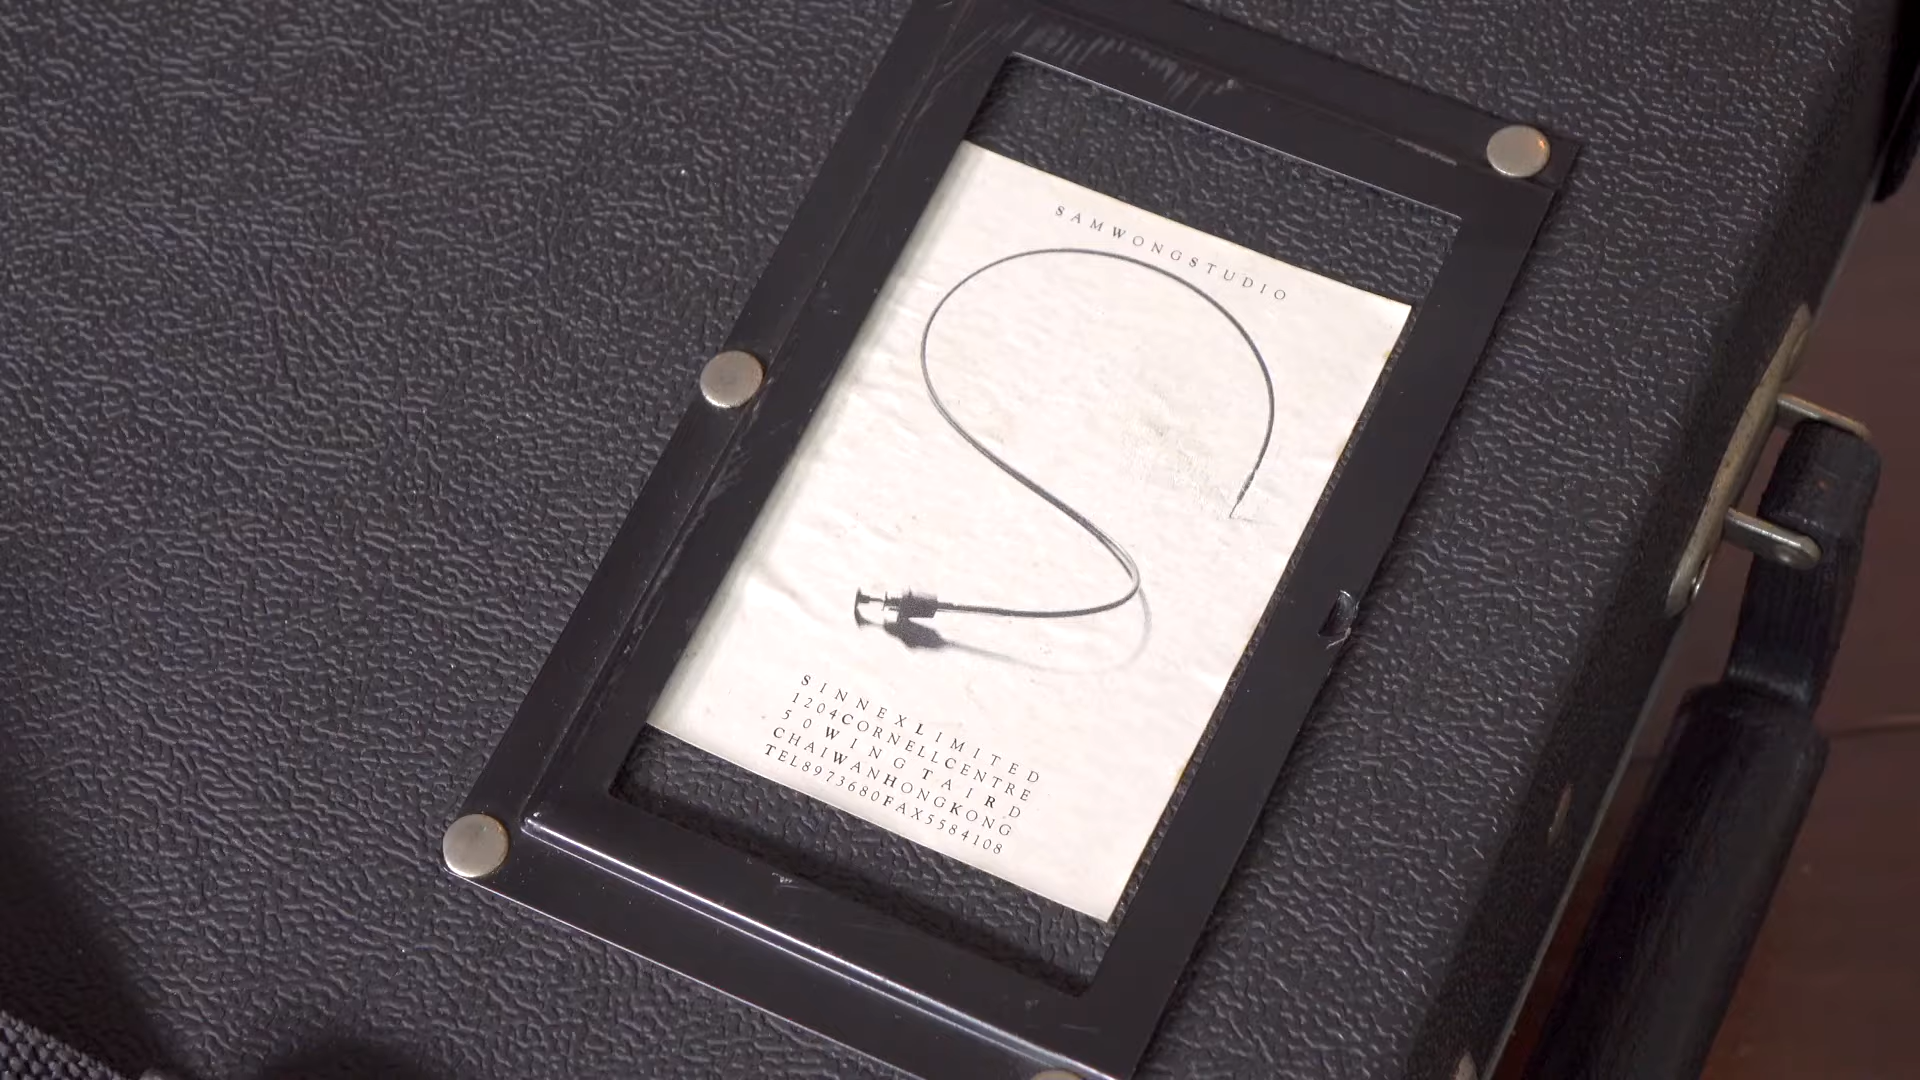 SAMWONGSTUDIO
SINNEXLIMITED
1204CORNELLCENTRE
50WINGTAIRD
CHAIWANHONGKONG
TEL8973680FAX5584108